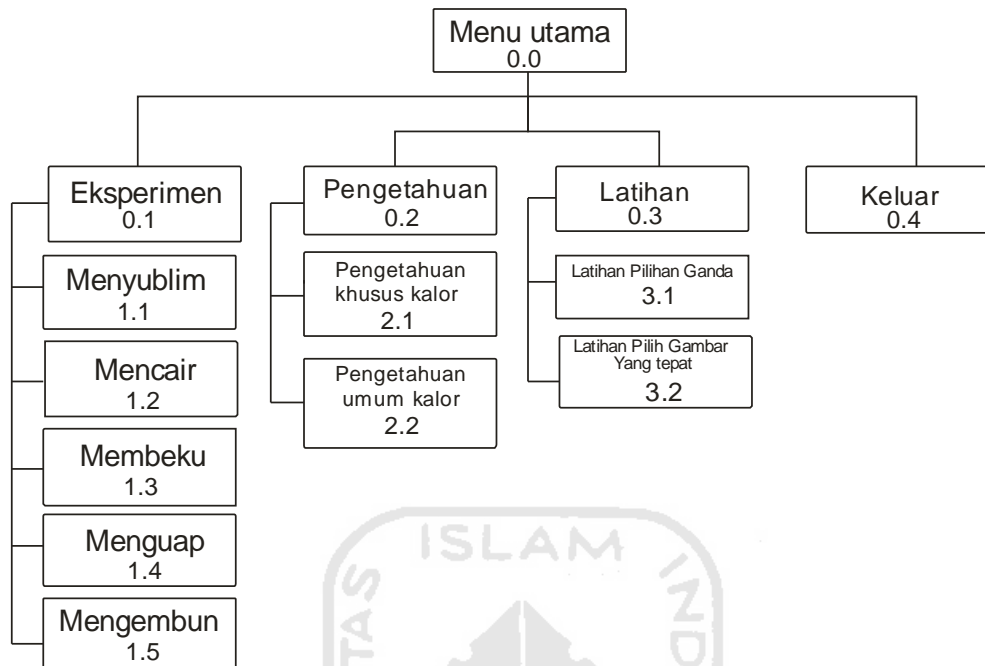 Menu utama
0.0
Eksperimen
0.1
Menyublim
1.1
Mencair
1.2
Membeku
1.3
Menguap
1.4
Mengembun
1.5
Pengetahuan
0.2
Pengetahuan
khusus kalor
2.1
Pengetahuan
umum kalor
2.2
Latihan
0.3
Latihan Pilihan Ganda
3.1
Latihan Pilih Gambar
Yang tepat
3.2
Keluar
0.4
ISLAM